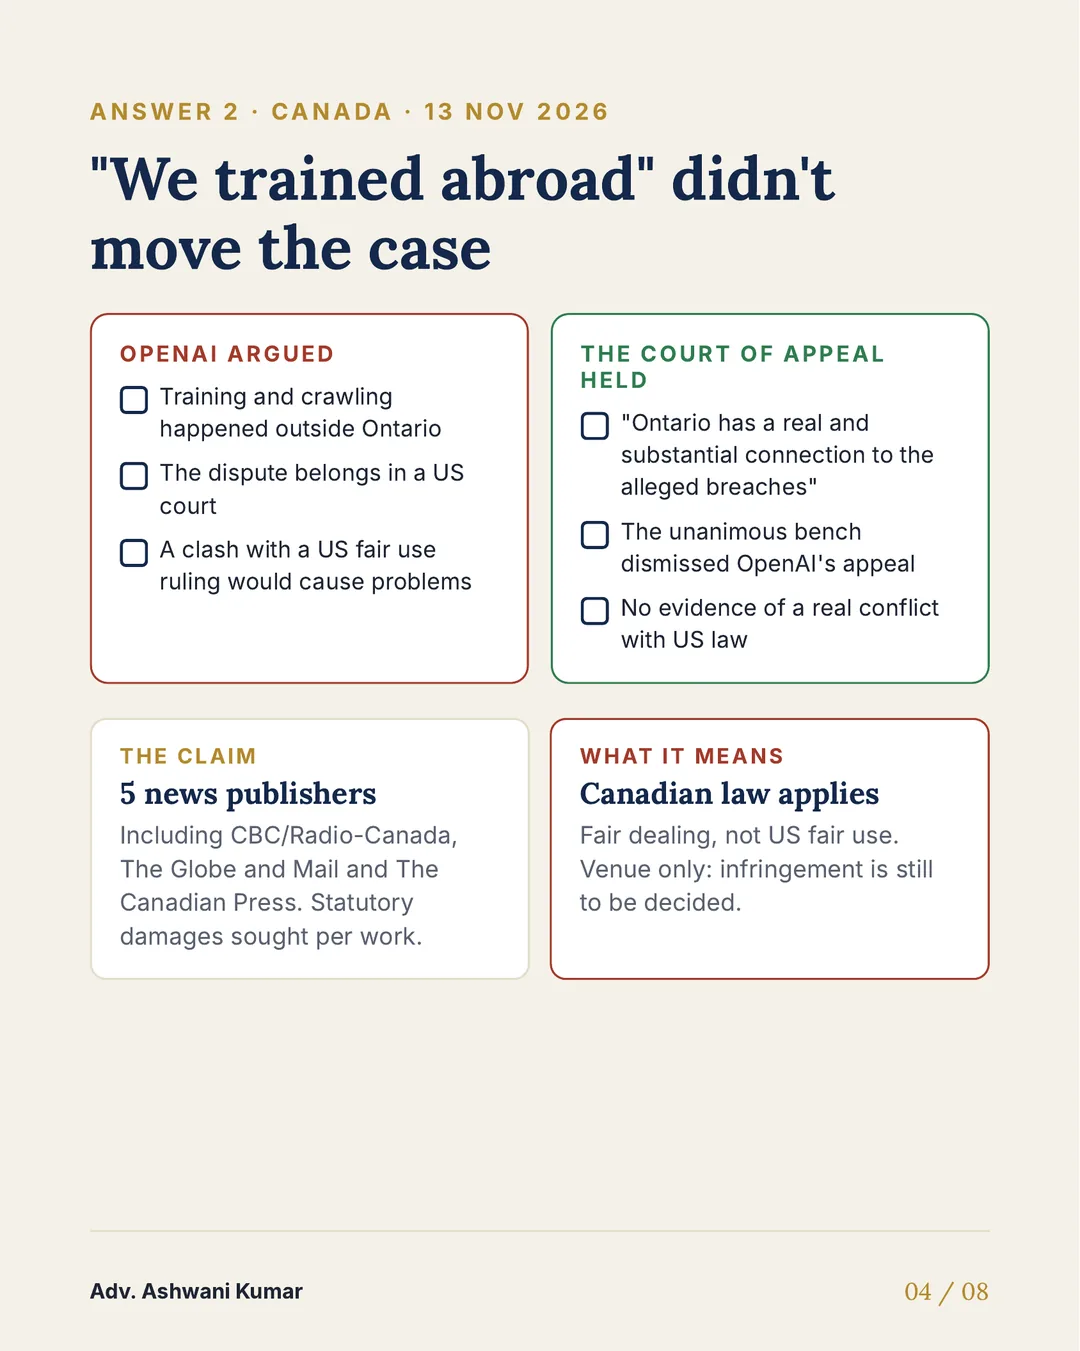 ANSWER 2 · CANADA · 13 NOV 2026
"We trained abroad" didn't
move the case
OPENAI ARGUED
Training and crawling
happened outside Ontario
The dispute belongs in a US
court
A clash with a US fair use
ruling would cause problems
THE COURT OF APPEAL
HELD
"Ontario has a real and
substantial connection to the
alleged breaches"
The unanimous bench
dismissed OpenAI's appeal
No evidence of a real conflict
with US law
THE CLAIM
5 news publishers
Including CBC/Radio-Canada,
The Globe and Mail and The
Canadian Press. Statutory
damages sought per work.
WHAT IT MEANS
Canadian law applies
Fair dealing, not US fair use.
Venue only: infringement is still
to be decided.
Adv. Ashwani Kumar
04 / 08